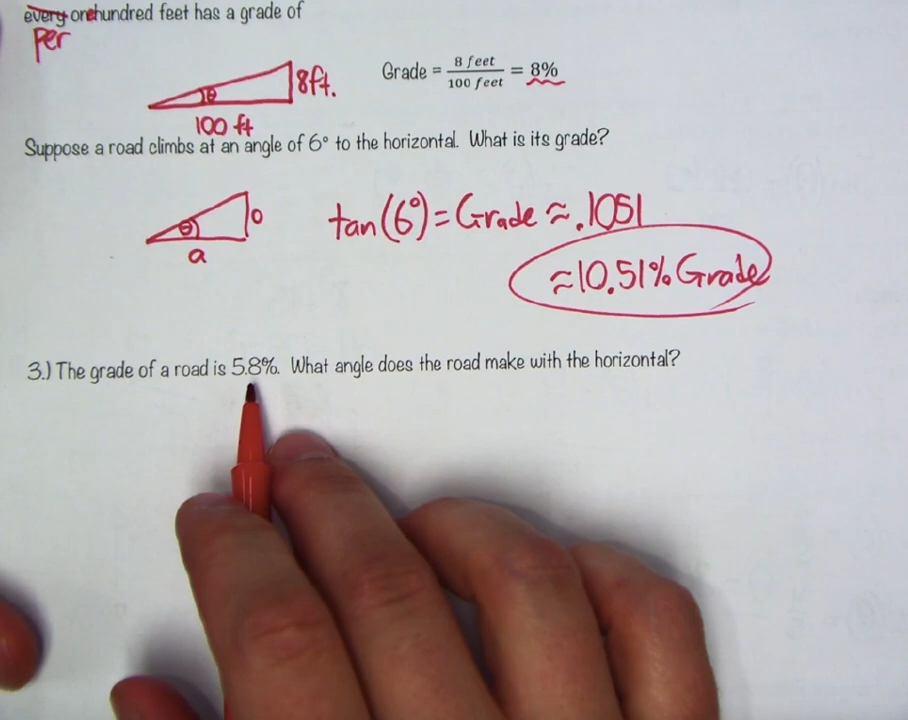 every one hundred feet has a grade of
per
8ft.
Grade = 8 feet / 100 feet = 8%
θ
100 ft
Suppose a road climbs at an angle of 6° to the horizontal. What is its grade?
θ
o
a
tan(6°) = Grade ≈ .1051
≈ 10.51% Grade
3.) The grade of a road is 5.8%. What angle does the road make with the horizontal?